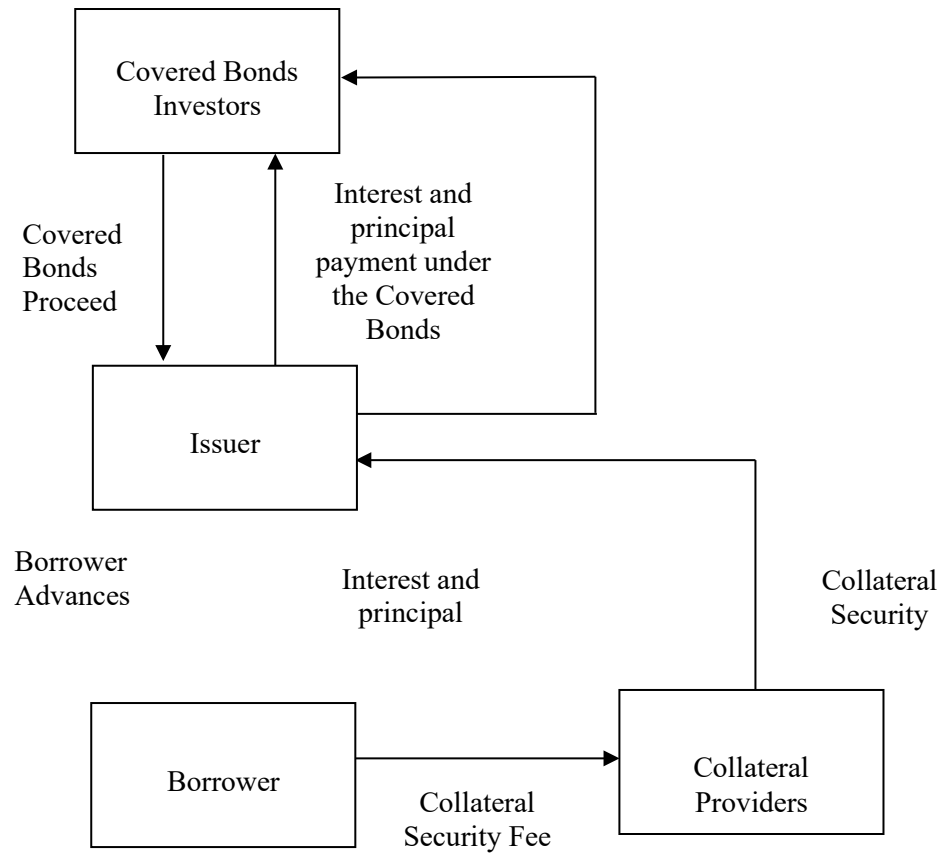 Covered Bonds
Investors
Covered
Bonds
Proceed
Interest and
principal
payment under
the Covered
Bonds
Issuer
Borrower
Advances
Interest and
principal
Collateral
Security
Borrower
Collateral
Security Fee
Collateral
Providers